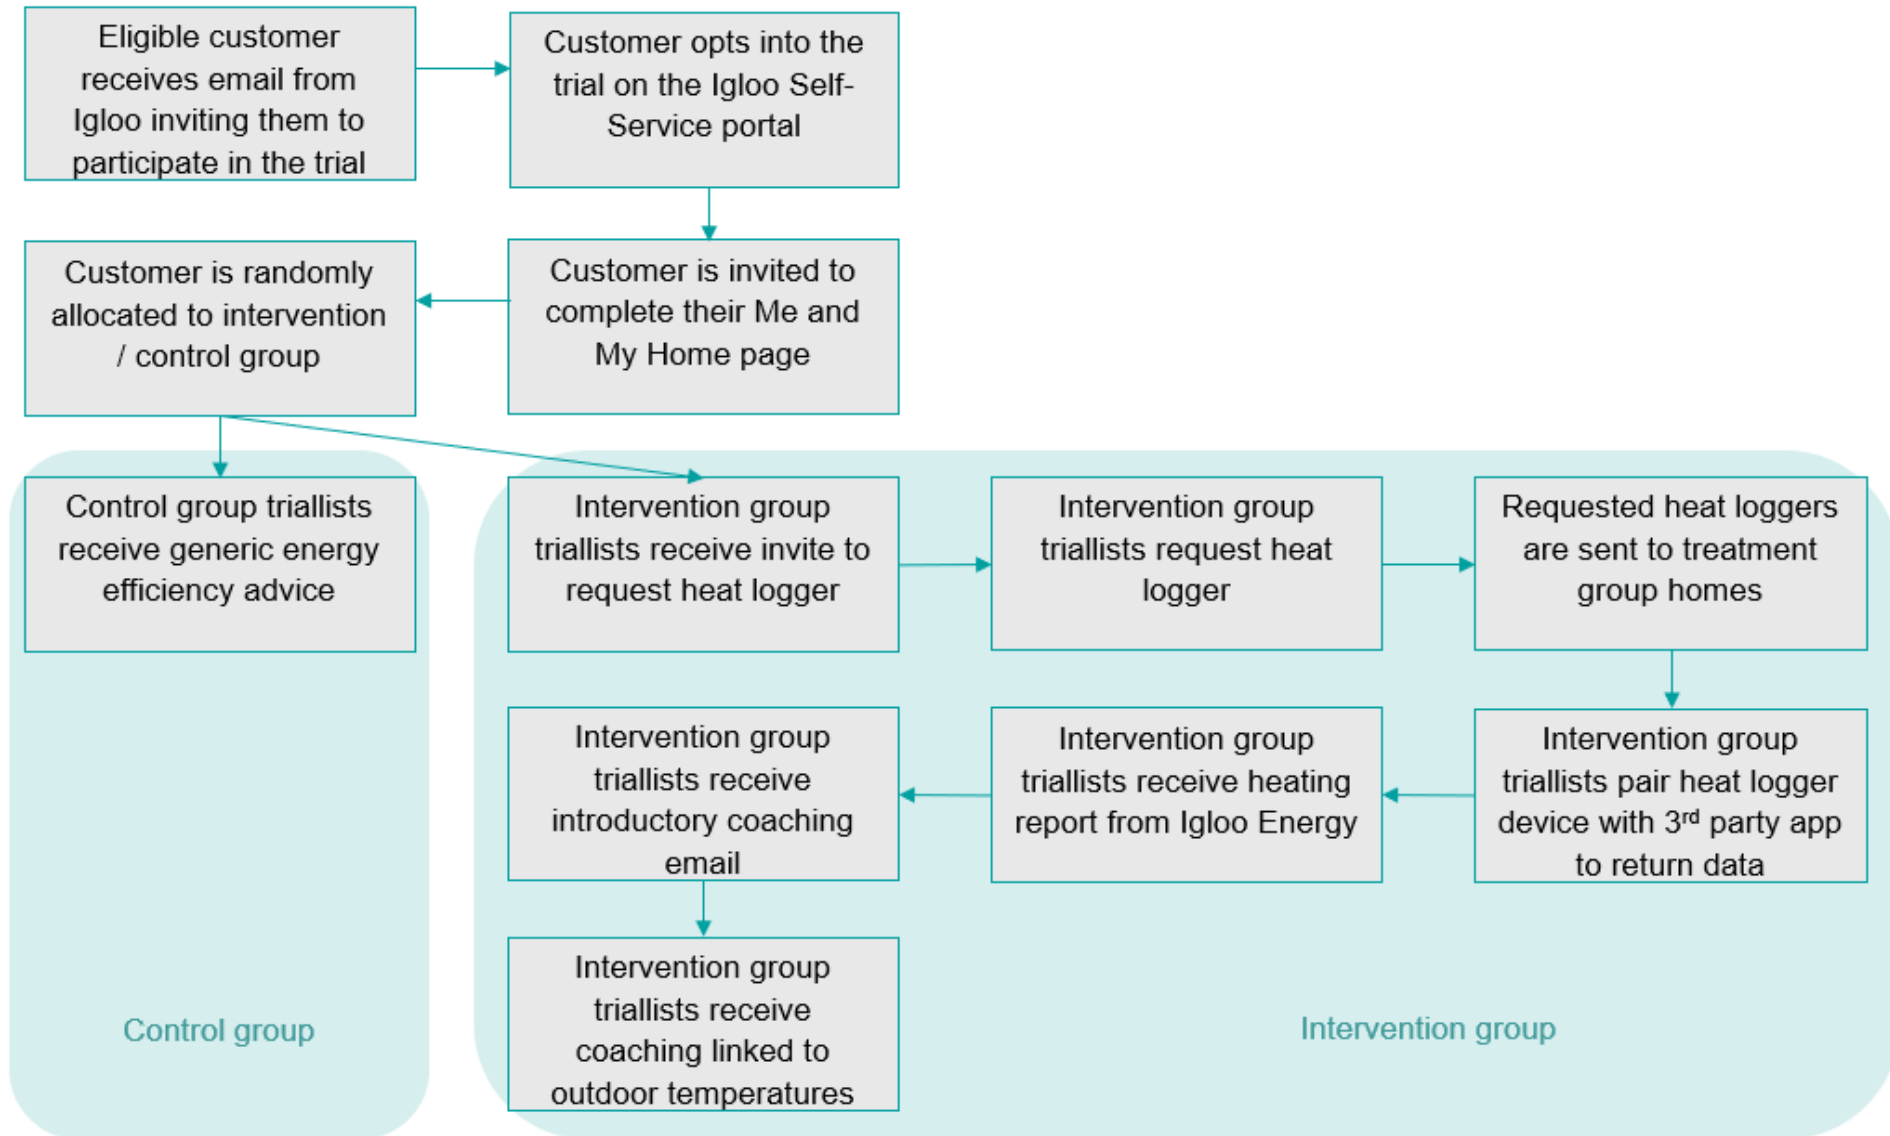 Eligible customer
receives email from
Igloo inviting them to
participate in the trial
Customer opts into the
trial on the Igloo Self-
Service portal
Customer is invited to
complete their Me and
My Home page
Customer is randomly
allocated to intervention
/ control group
Control group triallists
receive generic energy
efficiency advice
Control group
Intervention group
triallists receive invite to
request heat logger
Intervention group
triallists request heat
logger
Requested heat loggers
are sent to treatment
group homes
Intervention group
triallists pair heat logger
device with 3rd party app
to return data
Intervention group
triallists receive heating
report from Igloo Energy
Intervention group
triallists receive
introductory coaching
email
Intervention group
triallists receive
coaching linked to
outdoor temperatures
Intervention group